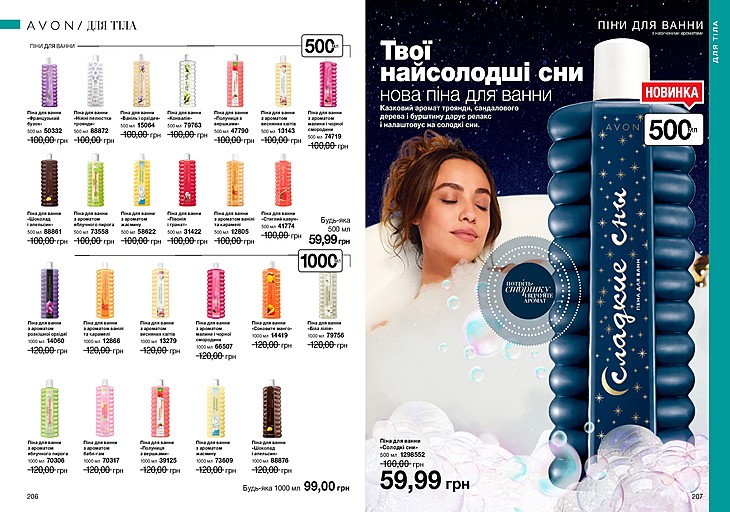 AVON / ДЛЯ ТІЛА
ПІНИ ДЛЯ ВАННИ
500 мл
Піна для ванни
«Французький
бузок»
500 мл 50332
100,00 грн
Піна для ванни
«Ніжні пелюстки
троянди»
500 мл 88872
100,00 грн
Піна для ванни
«Ваніль і орхідея»
500 мл 15064
100,00 грн
Піна для ванни
«Конвалія»
500 мл 79763
100,00 грн
Піна для ванни
«Полуниця з
вершками»
500 мл 47790
100,00 грн
Піна для ванни
з ароматом
весняних квітів
500 мл 13143
100,00 грн
Піна для ванни
з ароматом
малини і чорної
смородини
500 мл 74719
100,00 грн
Піна для ванни
«Шоколад
і апельсин»
500 мл 88861
100,00 грн
Піна для ванни
з ароматом
яблучного пирога
500 мл 73558
100,00 грн
Піна для ванни
з ароматом
жасмину
500 мл 58622
100,00 грн
Піна для ванни
«Півонія
і гранат»
500 мл 31422
100,00 грн
Піна для ванни
з ароматом ванілі
та карамелі
500 мл 12805
100,00 грн
Піна для ванни
«Стиглий кавун»
500 мл 41774
100,00 грн
Будь-яка
500 мл
59,99 грн
1000 мл
Піна для ванни
з ароматом
розкішної орхідеї
1000 мл 14060
120,00 грн
Піна для ванни
з ароматом ванілі
та карамелі
1000 мл 12866
120,00 грн
Піна для ванни
з ароматом
весняних квітів
1000 мл 13279
120,00 грн
Піна для ванни
з ароматом
малини і чорної
смородини
1000 мл 66507
120,00 грн
Піна для ванни
«Соковите манго»
1000 мл 14419
120,00 грн
Піна для ванни
«Біла лілія»
1000 мл 79756
120,00 грн
Піна для ванни
з ароматом
яблучного пирога
1000 мл 70306
120,00 грн
Піна для ванни
з ароматом
бабл-гам
1000 мл 70317
120,00 грн
Піна для ванни
«Полуниця
з вершками»
1000 мл 39125
120,00 грн
Піна для ванни
з ароматом
жасмину
1000 мл 73609
120,00 грн
Піна для ванни
«Шоколад
і апельсин»
1000 мл 88876
120,00 грн
Будь-яка 1000 мл 99,00 грн
206
ПІНИ ДЛЯ ВАННИ
з насиченими ароматами
ДЛЯ ТІЛА
Твої
найсолодші сни
нова піна для ванни
Казковий аромат троянди, сандалового
дерева і бурштину дарує релакс
і налаштовує на солодкі сни.
НОВИНКА
500 мл
AVON
Сладкие сны
ПІНА ДЛЯ ВАНН
ПОТРІТЬ
СТОРІНКУ
І ВІДЧУЙТЕ
АРОМАТ
Піна для ванни
«Солодкі сни»
500 мл 1298552
100,00 грн
59,99 грн
207